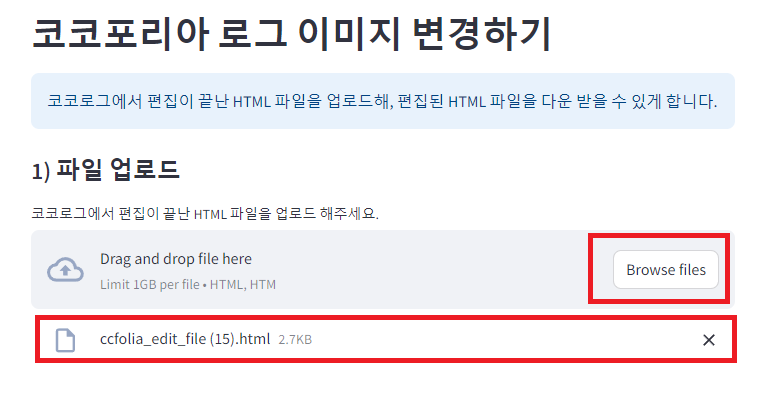 코코포리아 로그 이미지 변경하기
코코로그에서 편집이 끝난 HTML 파일을 업로드해, 편집된 HTML 파일을 다운 받을 수 있게 합니다.
1) 파일 업로드
코코로그에서 편집이 끝난 HTML 파일을 업로드 해주세요.
Drag and drop file here
Limit 1GB per file • HTML, HTM
Browse files
ccfolia_edit_file (15).html 2.7KB